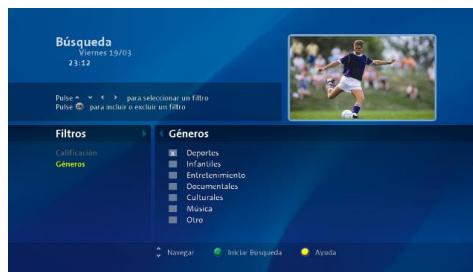 Búsqueda
Viernes 19/03
23:12
Pulse para seleccionar un filtro
Pulse OK para incluir o excluir un filtro
Filtros
Géneros
Calificación
Géneros
x Deportes
Infantiles
Entretenimiento
Documentales
Culturales
Música
Otro
Navegar Iniciar Búsqueda Ayuda